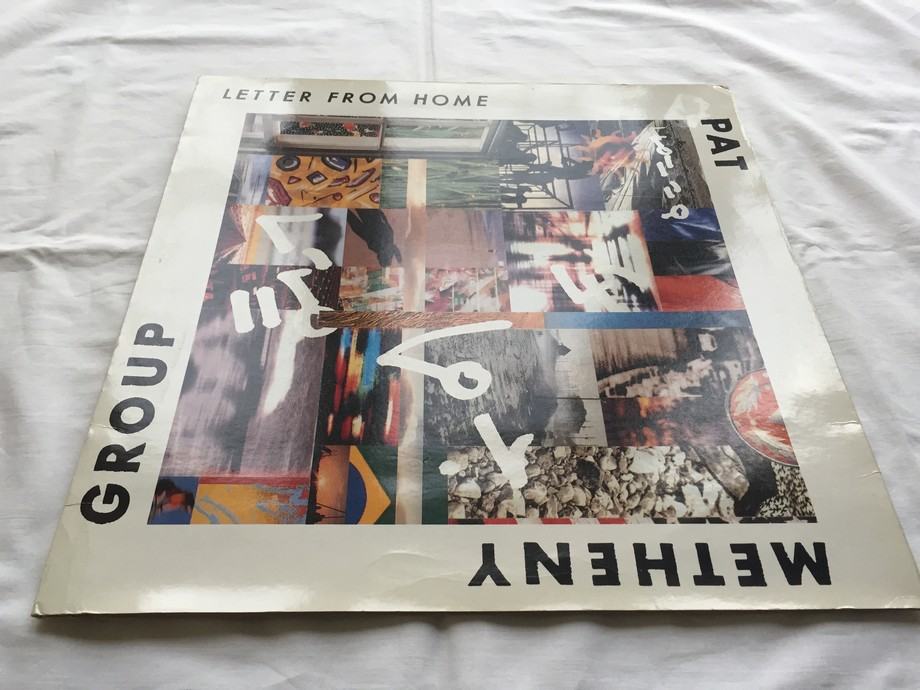 LETTER FROM HOME
PAT
METHENY
GROUP